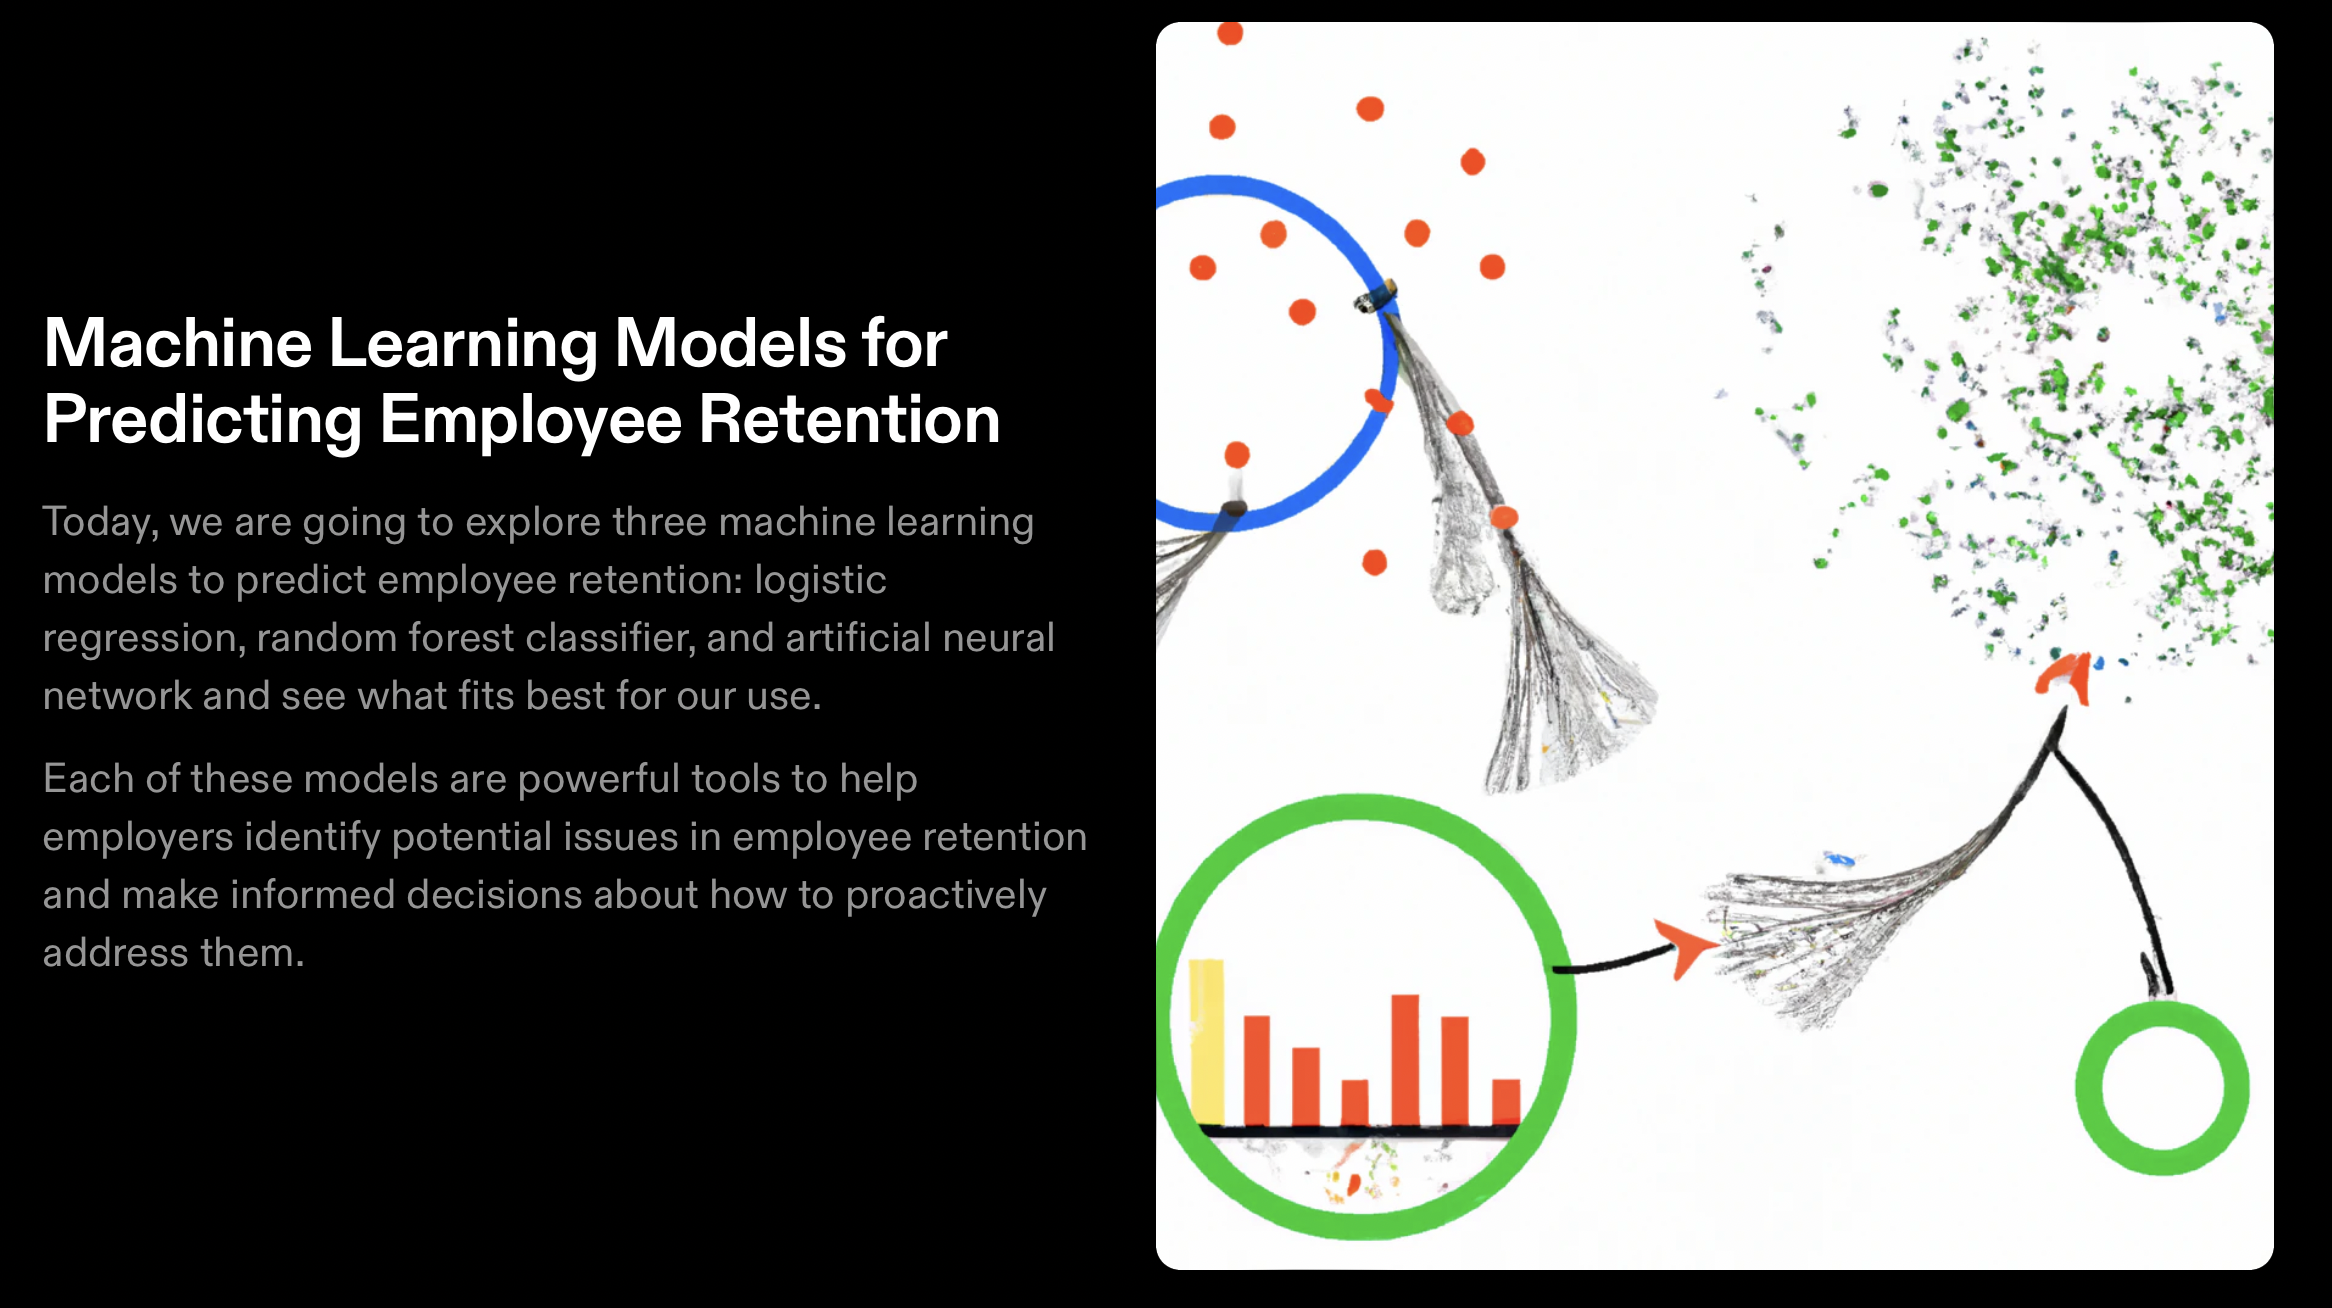 Machine Learning Models for
Predicting Employee Retention
Today, we are going to explore three machine learning
models to predict employee retention: logistic
regression, random forest classifier, and artificial neural
network and see what fits best for our use.
Each of these models are powerful tools to help
employers identify potential issues in employee retention
and make informed decisions about how to proactively
address them.